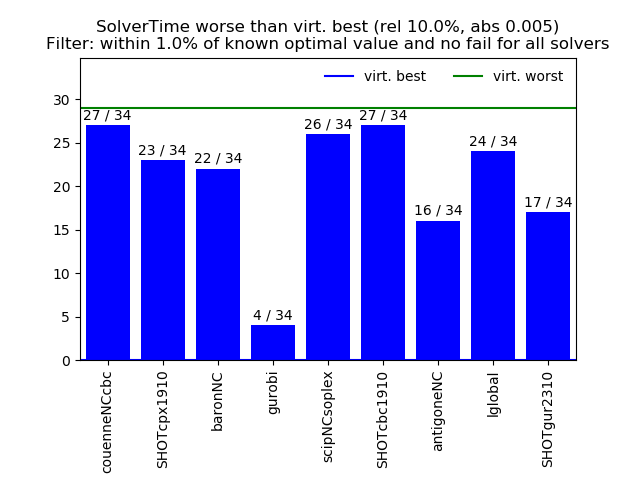 SolverTime worse than virt. best (rel 10.0%, abs 0.005)
Filter: within 1.0% of known optimal value and no fail for all solvers
virt. best
virt. worst
30
25
20
15
10
5
0
27 / 34
23 / 34
22 / 34
4 / 34
26 / 34
27 / 34
16 / 34
24 / 34
17 / 34
couenneNCcbc
SHOTcpx1910
baronNC
gurobi
scipNCsoplex
SHOTcbc1910
antigoneNC
lglobal
SHOTgur2310